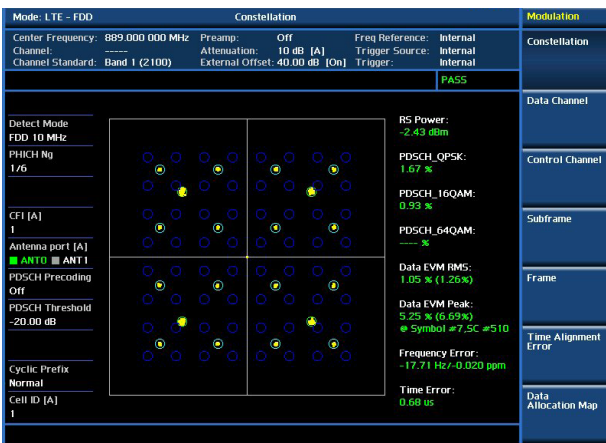 Mode: LTE - FDD
Constellation
Modulation
Center Frequency: 889.000 000 MHz Preamp: Off Freq Reference: Internal
Channel: ----- Attenuation: 10 dB [A] Trigger Source: Internal
Channel Standard: Band 1 (2100) External Offset: 40.00 dB [On] Trigger: Internal
PASS
Constellation
Data Channel
Control Channel
Subframe
Frame
Time Alignment
Error
Data
Allocation Map
Detect Mode
FDD 10 MHz
PHICH Ng
1/6
CFI [A]
1
Antenna port [A]
ANT0 ANT1
PDSCH Precoding
Off
PDSCH Threshold
-20.00 dB
Cyclic Prefix
Normal
Cell ID [A]
1
RS Power:
-2.43 dBm
PDSCH_QPSK:
1.67 %
PDSCH_16QAM:
0.93 %
PDSCH_64QAM:
---- %
Data EVM RMS:
1.05 % (1.26%)
Data EVM Peak:
5.25 % (6.69%)
@ Symbol #7,SC #510
Frequency Error:
-17.71 Hz/-0.020 ppm
Time Error:
0.68 us